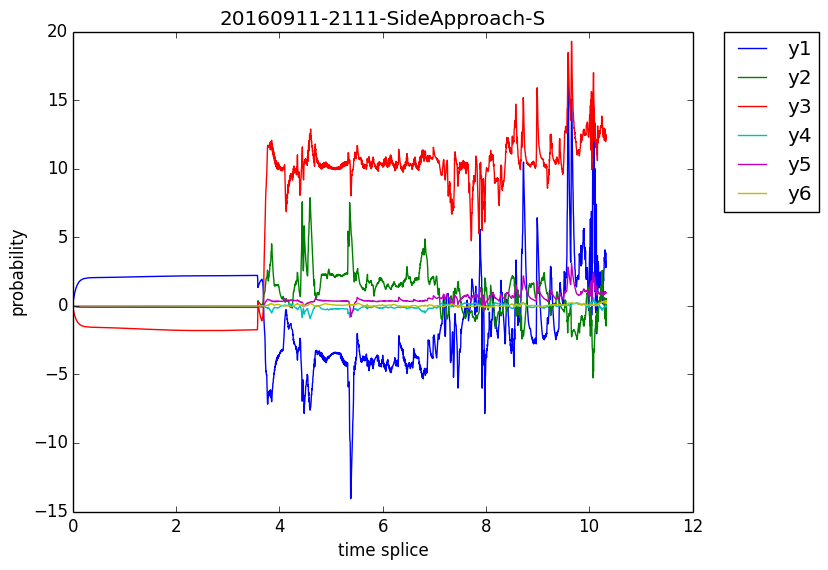 20160911-2111-SideApproach-S
20
15
10
5
0
−5
−10
−15
0 2 4 6 8 10 12
probability
time splice
y1
y2
y3
y4
y5
y6